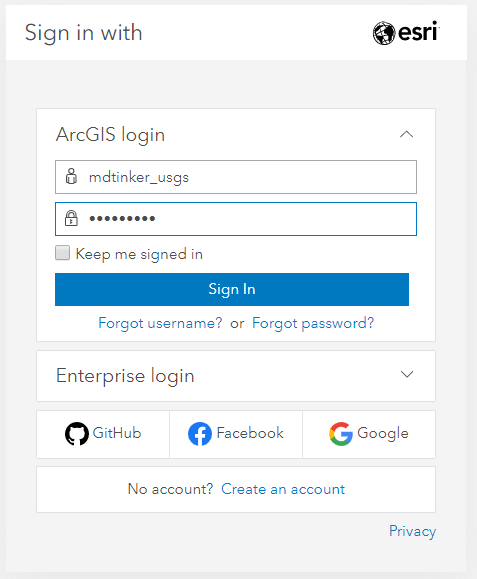 Sign in with
esri
ArcGIS login
mdtinker_usgs
•••••••••
Keep me signed in
Sign In
Forgot username? or Forgot password?
Enterprise login
GitHub Facebook Google
No account? Create an account
Privacy